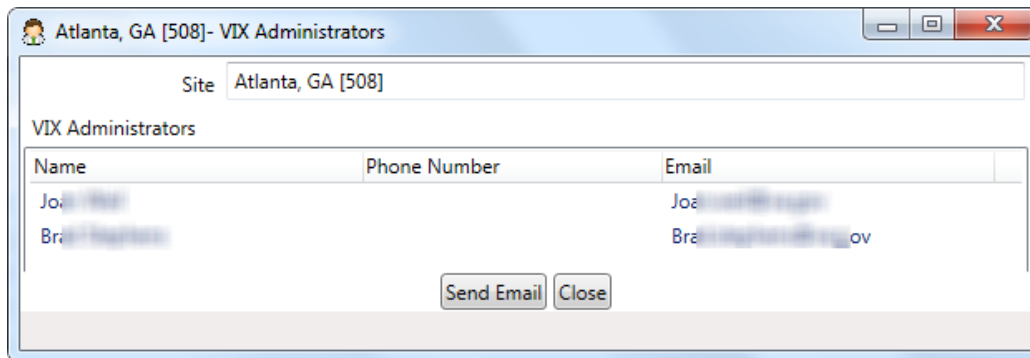 Atlanta, GA [508]- VIX Administrators
Site Atlanta, GA [508]
VIX Administrators
Name Phone Number Email
Send Email Close